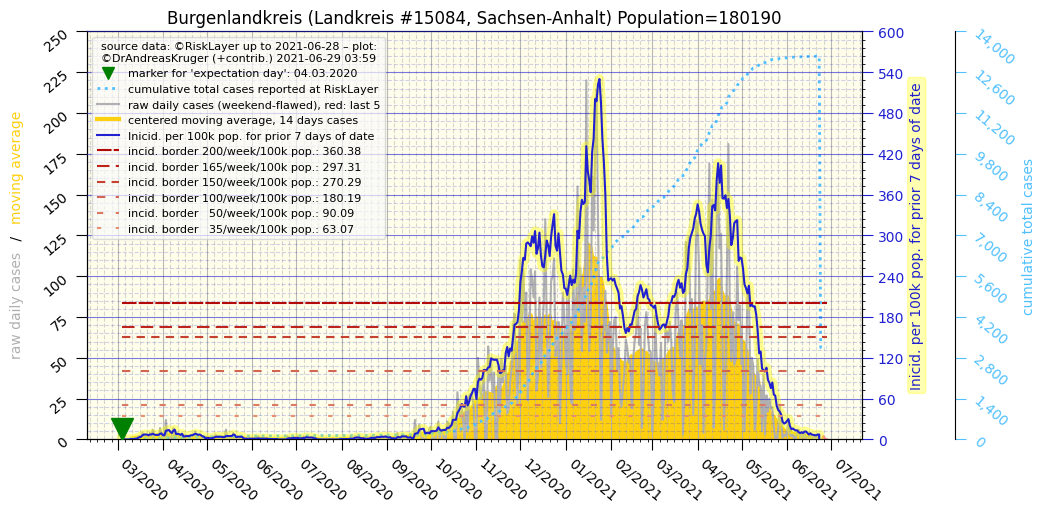 Burgenlandkreis (Landkreis #15084, Sachsen-Anhalt) Population=180190
source data: ©RiskLayer up to 2021-06-28 – plot:
©DrAndreasKruger (+contrib.) 2021-06-29 03:59
marker for 'expectation day': 04.03.2020
cumulative total cases reported at RiskLayer
raw daily cases (weekend-flawed), red: last 5
centered moving average, 14 days cases
Inicid. per 100k pop. for prior 7 days of date
incid. border 200/week/100k pop.: 360.38
incid. border 165/week/100k pop.: 297.31
incid. border 150/week/100k pop.: 270.29
incid. border 100/week/100k pop.: 180.19
incid. border 50/week/100k pop.: 90.09
incid. border 35/week/100k pop.: 63.07
raw daily cases / moving average
250
225
200
175
150
125
100
75
50
25
0
600
540
480
420
360
300
240
180
120
60
0
Inicid. per 100k pop. for prior 7 days of date
14,000
12,600
11,200
9,800
8,400
7,000
5,600
4,200
2,800
1,400
0
cumulative total cases
03/2020
04/2020
05/2020
06/2020
07/2020
08/2020
09/2020
10/2020
11/2020
12/2020
01/2021
02/2021
03/2021
04/2021
05/2021
06/2021
07/2021